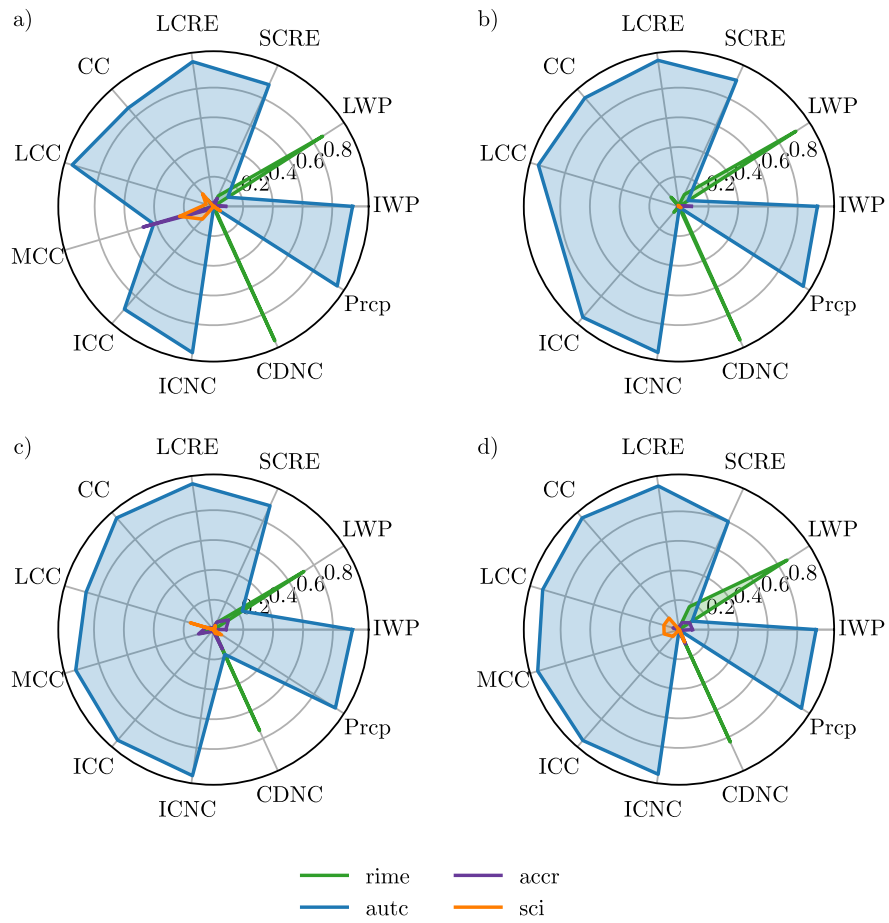 a)
LCRE
SCRE
CC
LWP
LCC
0.2
0.4
0.6
0.8
IWP
MCC
Prcp
ICC
CDNC
ICNC
b)
LCRE
SCRE
CC
LWP
LCC
0.2
0.4
0.6
0.8
IWP
Prcp
ICC
CDNC
ICNC
c)
LCRE
SCRE
CC
LWP
LCC
0.2
0.4
0.6
0.8
IWP
MCC
Prcp
ICC
CDNC
ICNC
d)
LCRE
SCRE
CC
LWP
LCC
0.2
0.4
0.6
0.8
IWP
MCC
Prcp
ICC
CDNC
ICNC
rime
autc
accr
sci